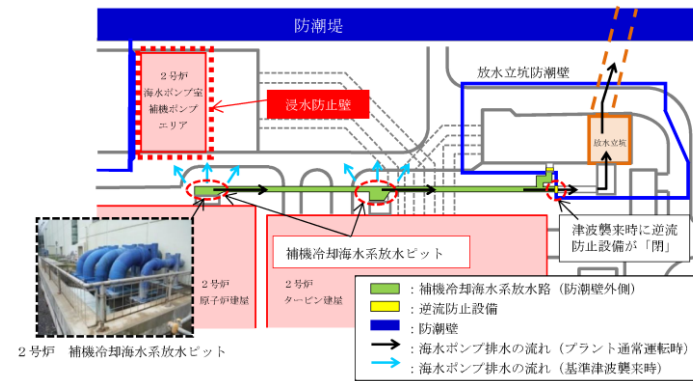 防潮堤
2号炉
海水ポンプ室
補機ポンプ
エリア
浸水防止壁
放水立坑防潮壁
放水立坑
補機冷却海水系放水ピット
津波襲来時に逆流
防止設備が「閉」
2号炉
原子炉建屋
2号炉
タービン建屋
2号炉 補機冷却海水系放水ピット
：補機冷却海水系放水路（防潮壁外側）
：逆流防止設備
：防潮壁
：海水ポンプ排水の流れ（プラント通常運転時）
：海水ポンプ排水の流れ（基準津波襲来時）